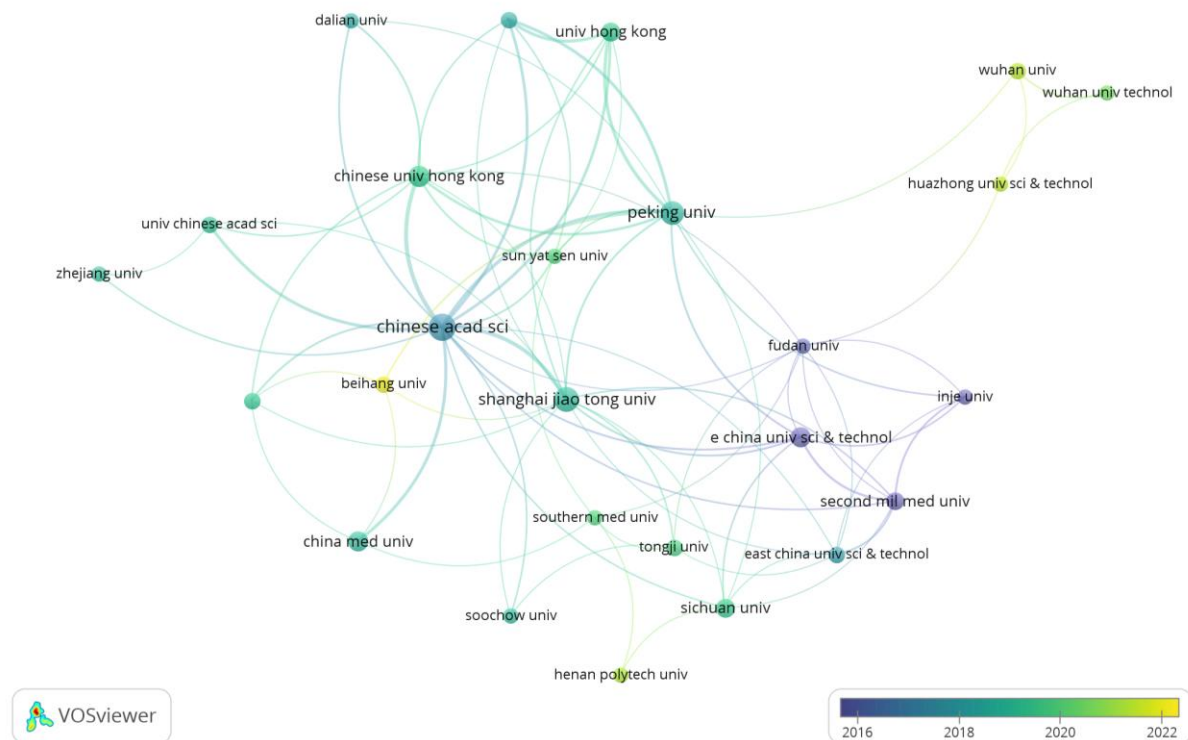 dalian univ
univ hong kong
wuhan univ
wuhan univ technol
chinese univ hong kong
huazhong univ sci & technol
peking univ
univ chinese acad sci
sun yat sen univ
zhejiang univ
chinese acad sci
fudan univ
beihang univ
shanghai jiao tong univ
inje univ
e china univ sci & technol
second mil med univ
southern med univ
china med univ
tongji univ
east china univ sci & technol
soochow univ
sichuan univ
henan polytech univ
VOSviewer
2016 2018 2020 2022